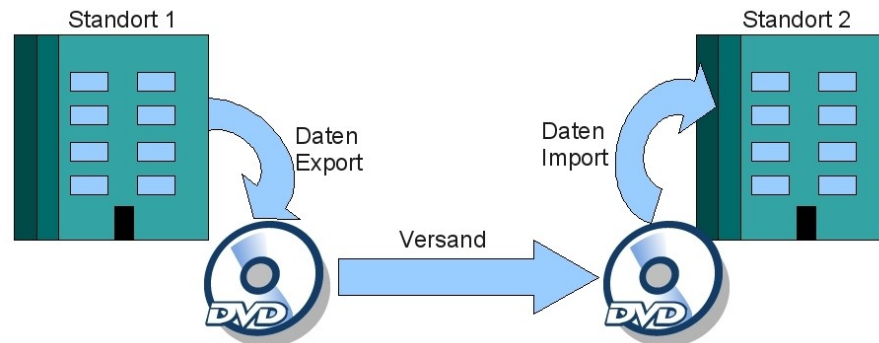 Standort 1
Standort 2
Daten
Export
Daten
Import
Versand
DVD
DVD